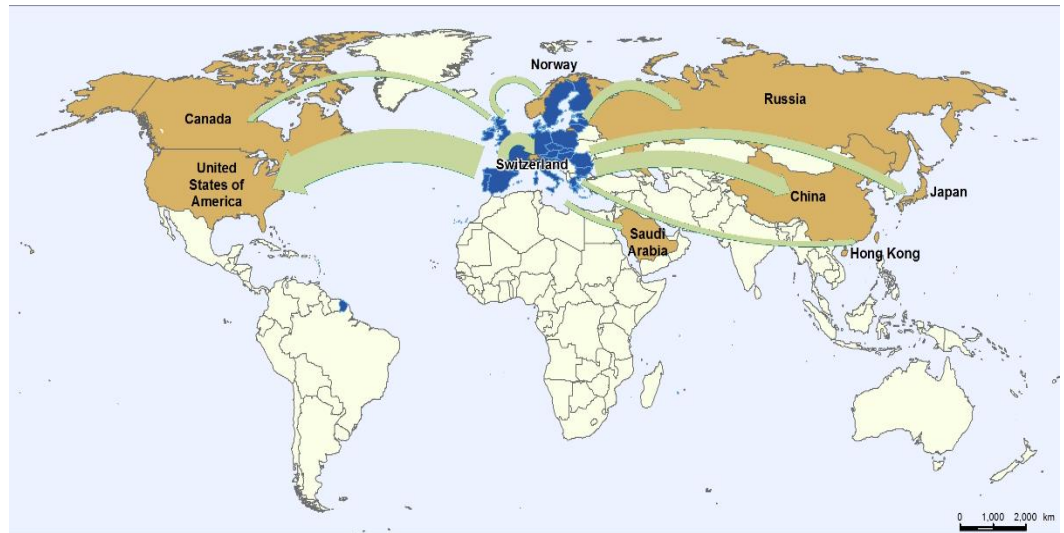 Norway
Canada
Russia
United
States of
America
Switzerland
China
Japan
Saudi
Arabia
Hong Kong
0 1,000 2,000 km